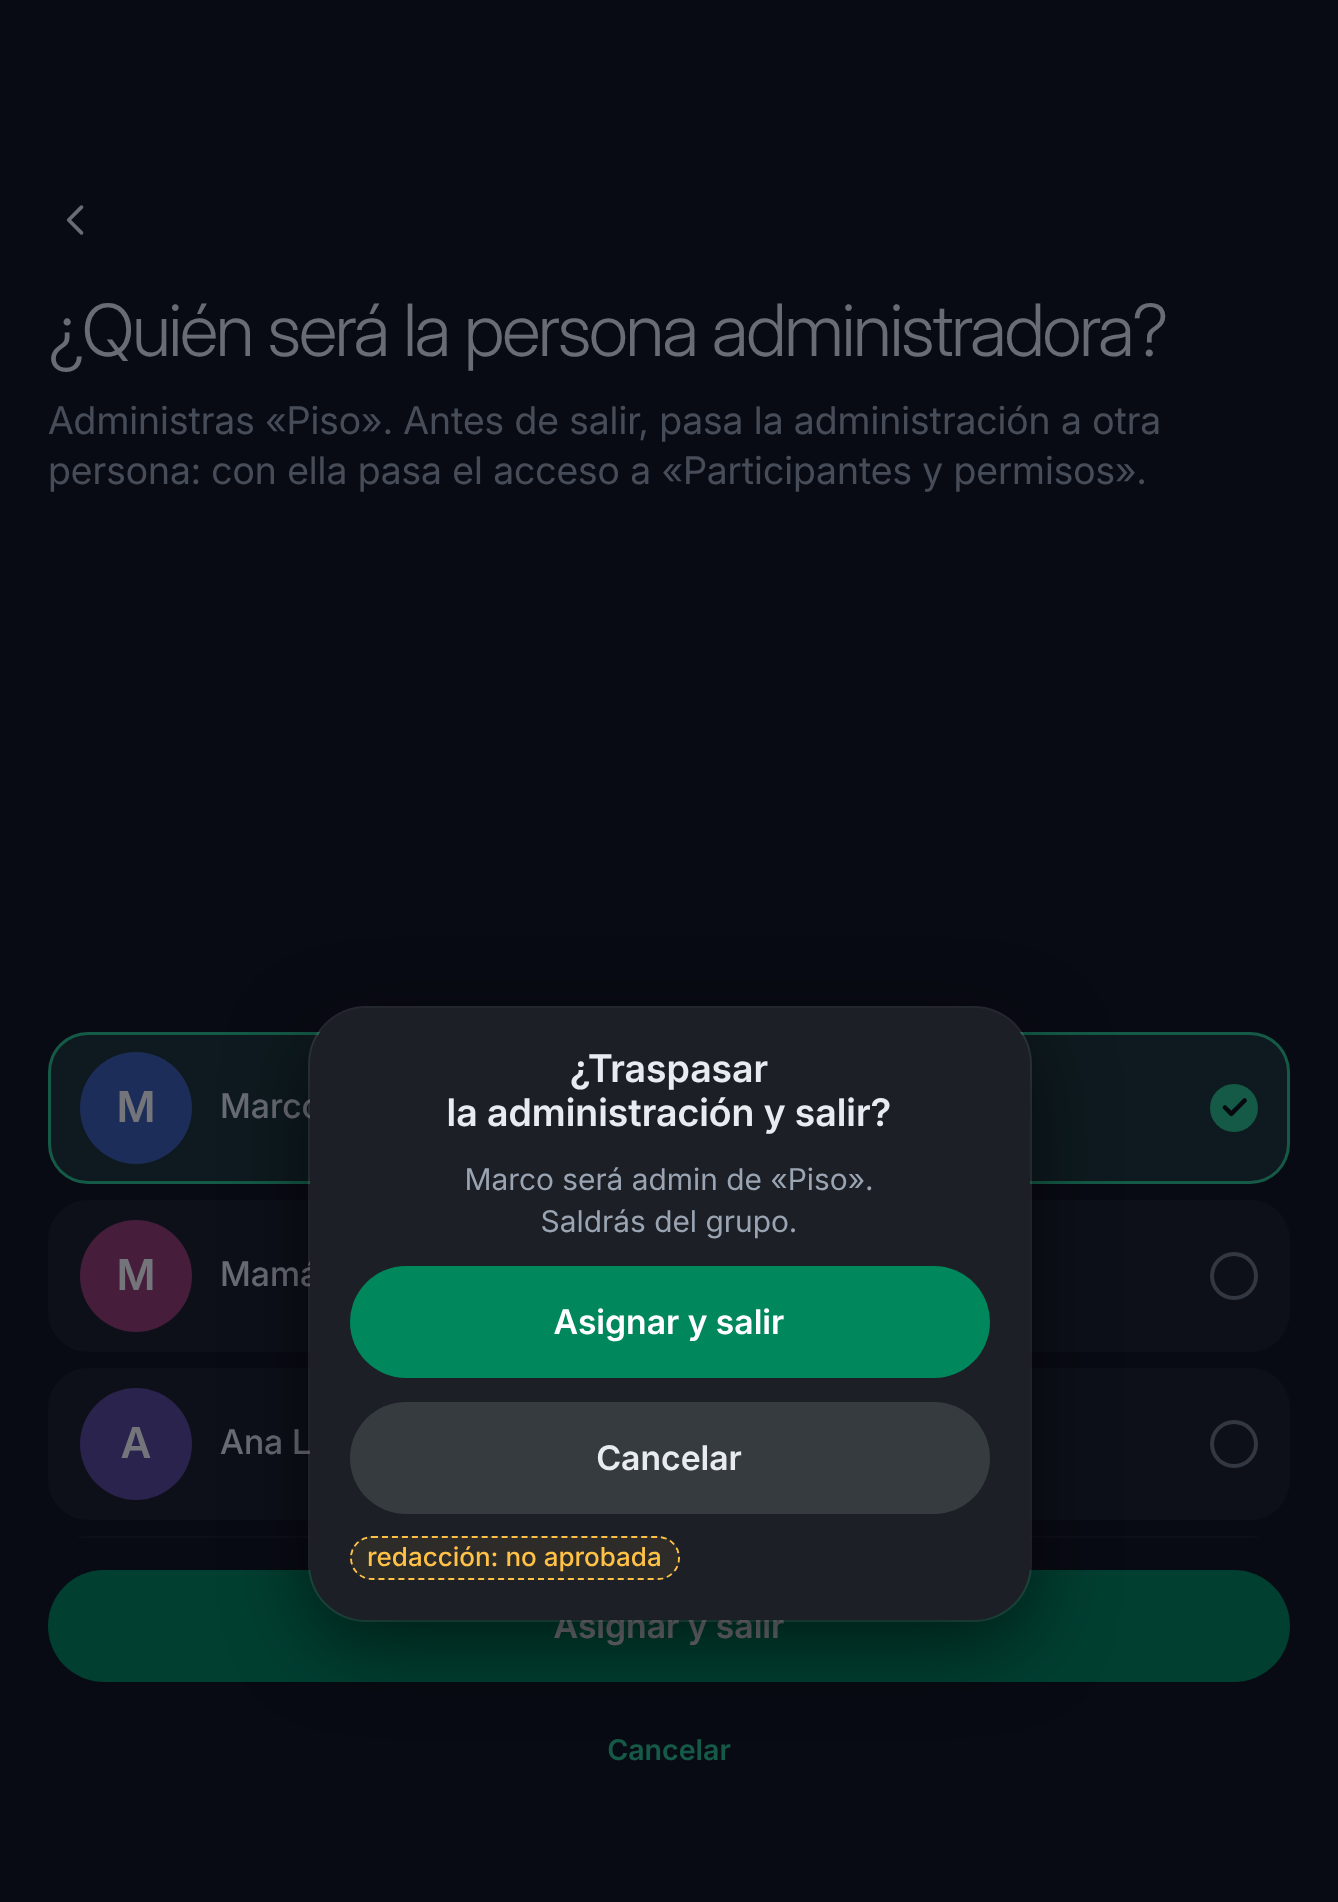 ¿Quién será la persona administradora?
Administras «Piso». Antes de salir, pasa la administración a otra
persona: con ella pasa el acceso a «Participantes y permisos».
¿Traspasar
la administración y salir?
Marco será admin de «Piso».
Saldrás del grupo.
Asignar y salir
Cancelar
redacción: no aprobada
M
Marco
M
Mamá
A
Ana
Asignar y salir
Cancelar